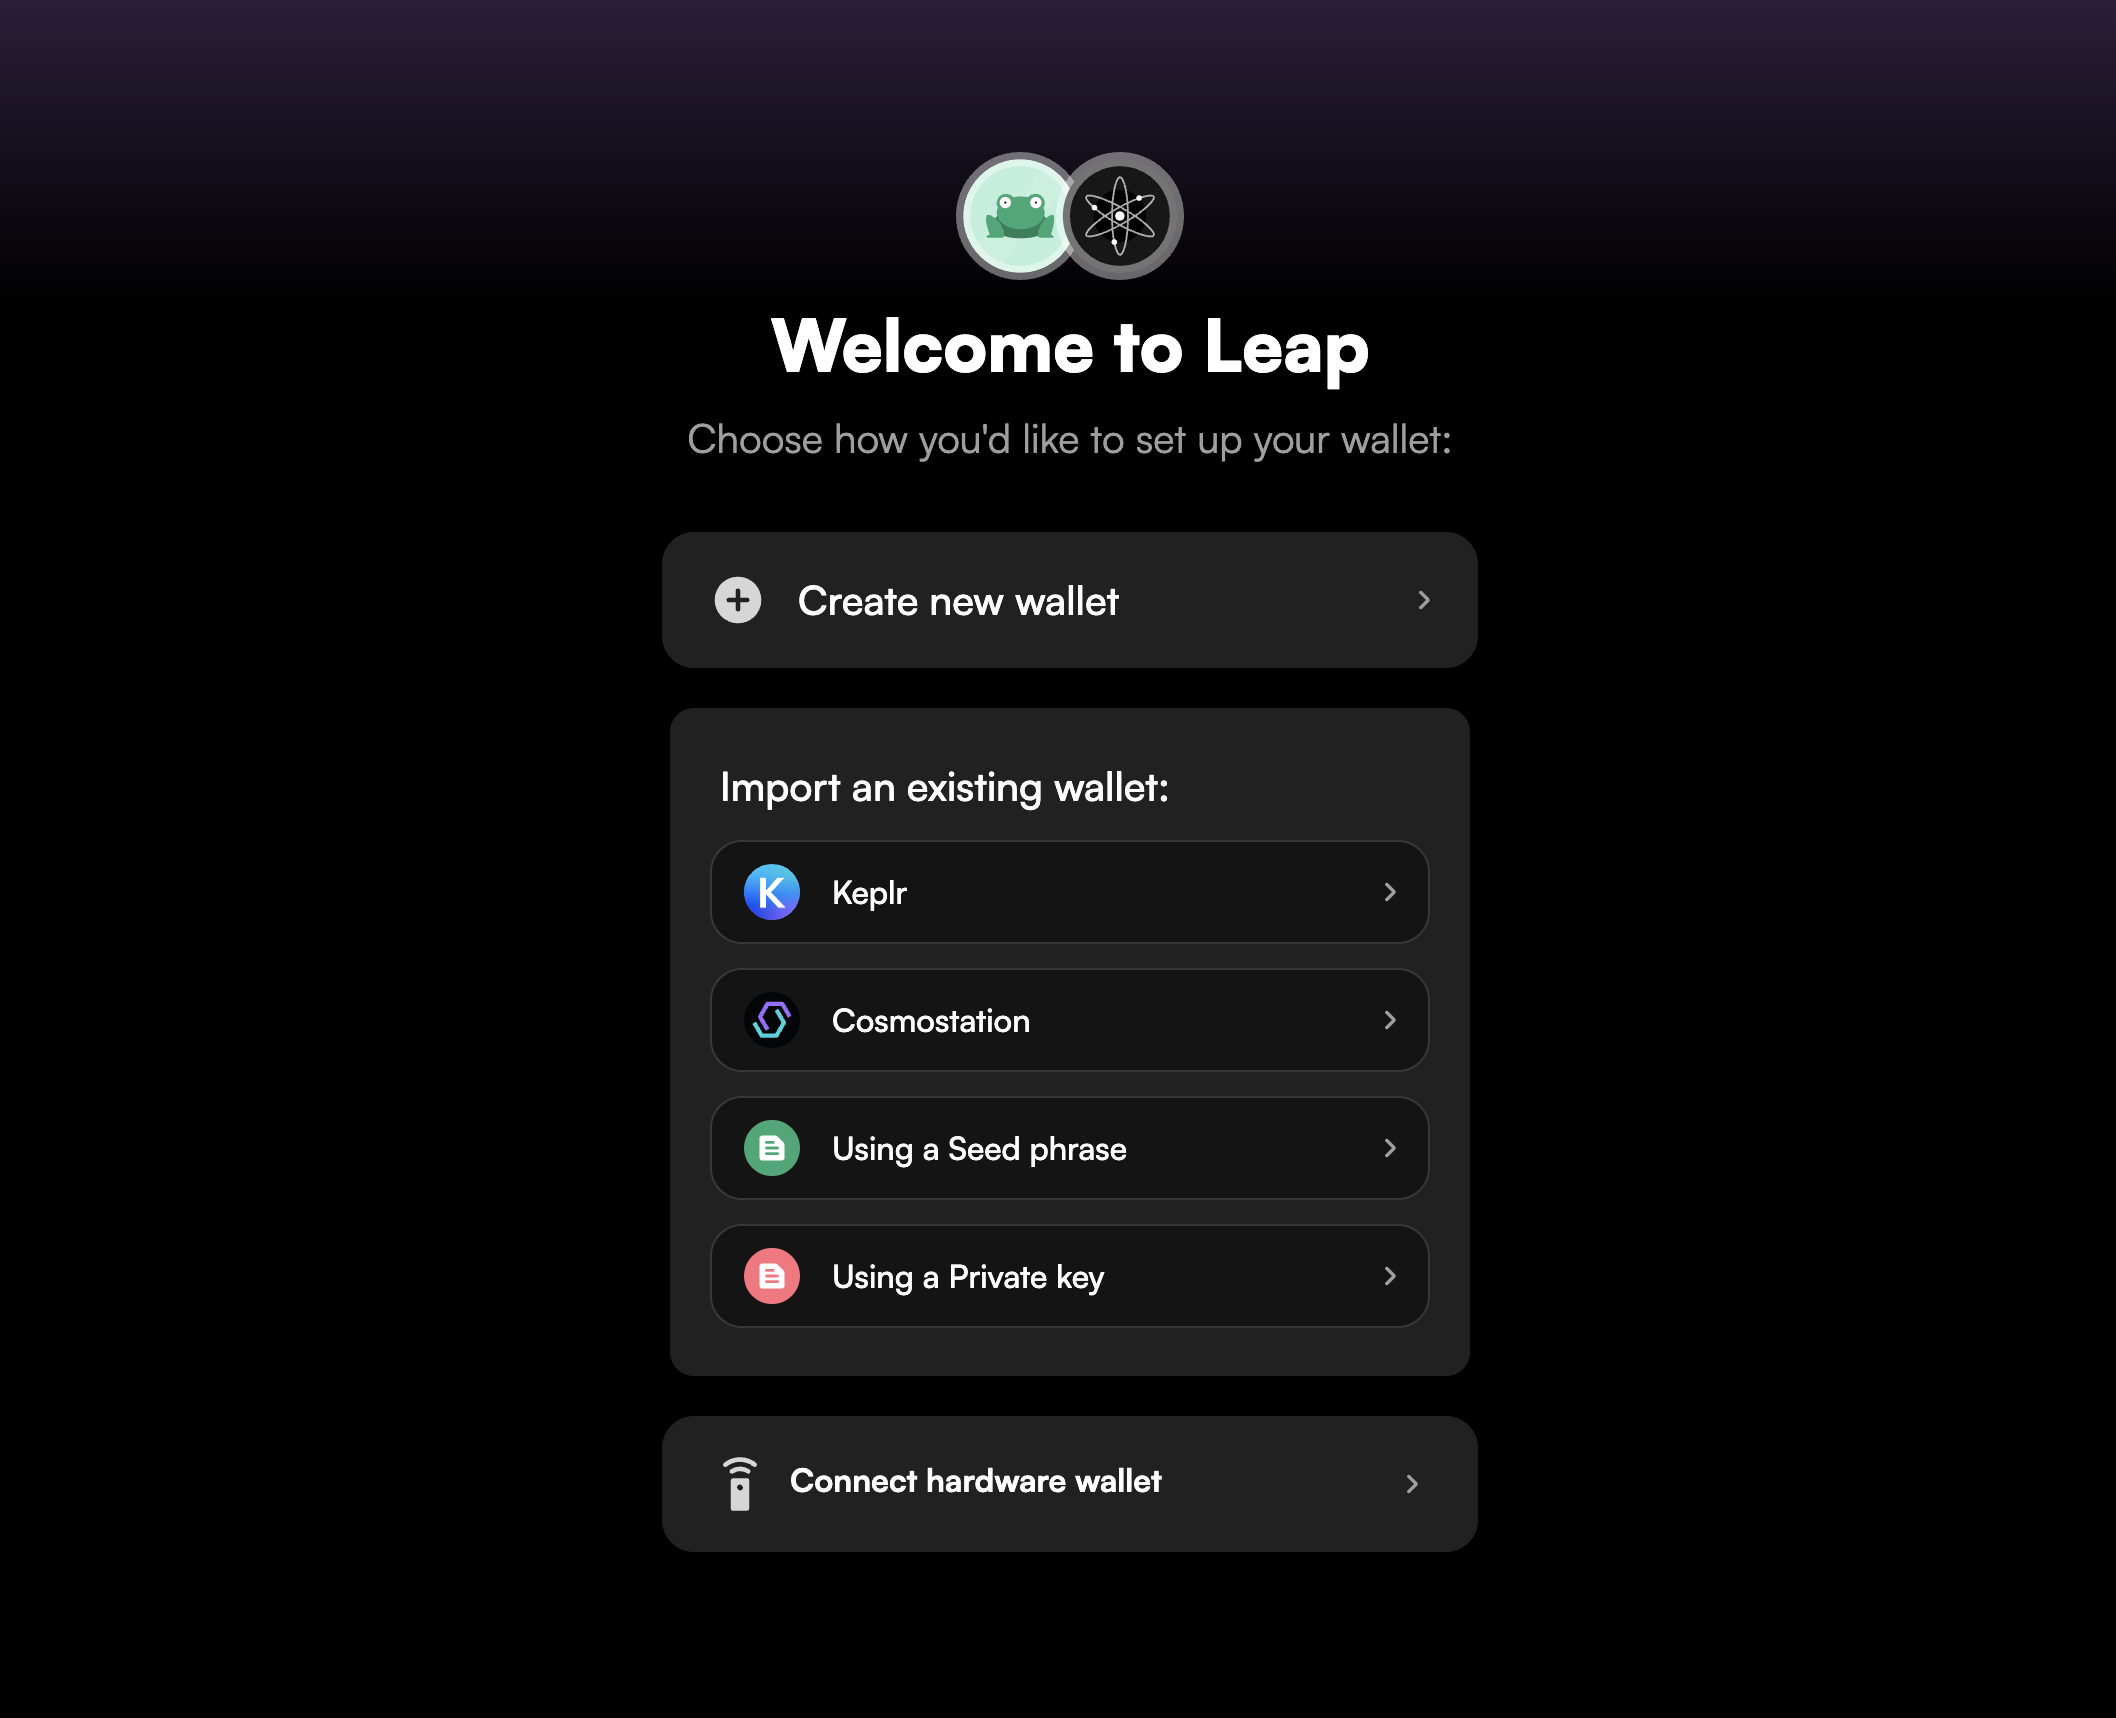 Welcome to Leap
Choose how you'd like to set up your wallet:
Create new wallet
Import an existing wallet:
K
Keplr
Cosmostation
Using a Seed phrase
Using a Private key
Connect hardware wallet